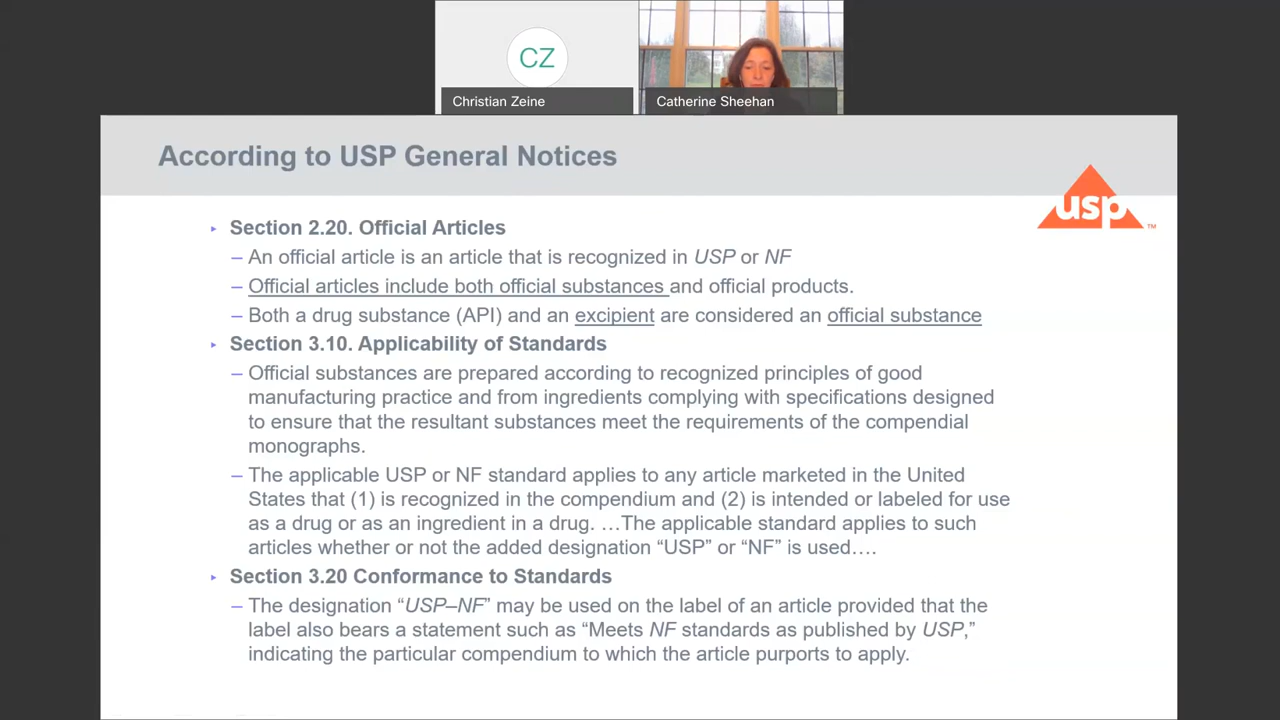 CZ
Christian Zeine
Catherine Sheehan
According to USP General Notices
usp™
▸ Section 2.20. Official Articles
– An official article is an article that is recognized in USP or NF
– Official articles include both official substances and official products.
– Both a drug substance (API) and an excipient are considered an official substance
▸ Section 3.10. Applicability of Standards
– Official substances are prepared according to recognized principles of good
manufacturing practice and from ingredients complying with specifications designed
to ensure that the resultant substances meet the requirements of the compendial
monographs.
– The applicable USP or NF standard applies to any article marketed in the United
States that (1) is recognized in the compendium and (2) is intended or labeled for use
as a drug or as an ingredient in a drug. …The applicable standard applies to such
articles whether or not the added designation “USP” or “NF” is used….
▸ Section 3.20 Conformance to Standards
– The designation “USP–NF” may be used on the label of an article provided that the
label also bears a statement such as “Meets NF standards as published by USP,”
indicating the particular compendium to which the article purports to apply.